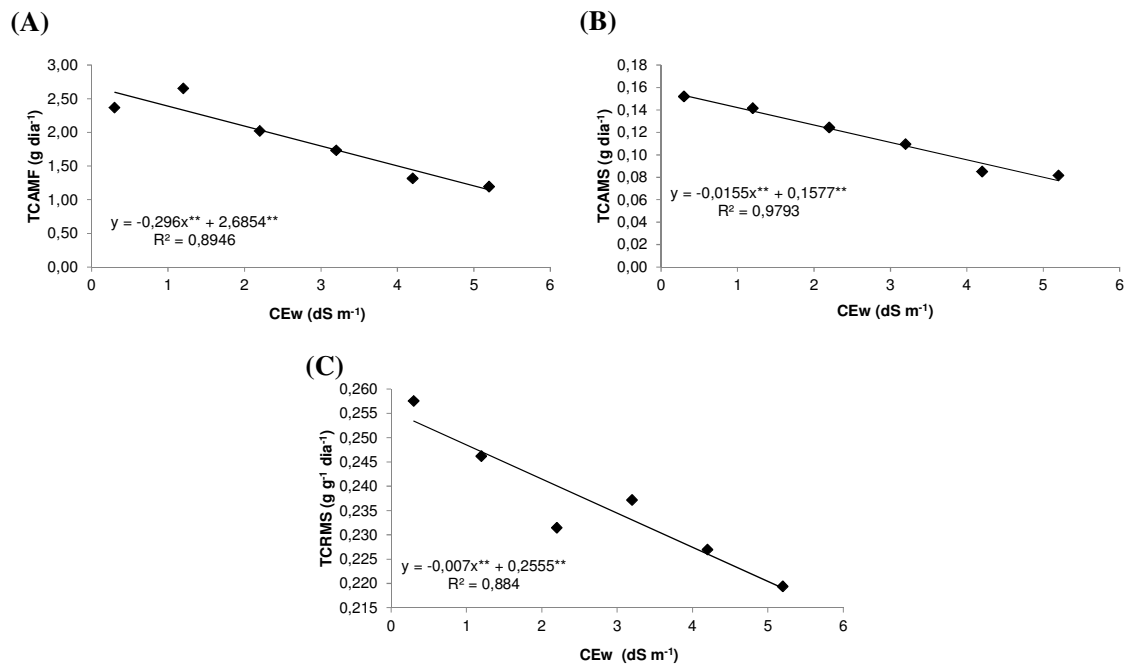 (A)
3,00
2,50
2,00
1,50
1,00
0,50
0,00
TCAMF (g dia⁻¹)
y = -0,296x** + 2,6854**
R² = 0,8946
0 1 2 3 4 5 6
CEw (dS m⁻¹)
(B)
0,18
0,16
0,14
0,12
0,10
0,08
0,06
0,04
0,02
0,00
TCAMS (g dia⁻¹)
y = -0,0155x** + 0,1577**
R² = 0,9793
0 1 2 3 4 5 6
CEw (dS m⁻¹)
(C)
0,260
0,255
0,250
0,245
0,240
0,235
0,230
0,225
0,220
0,215
TCRMS (g g⁻¹ dia⁻¹)
y = -0,007x** + 0,2555**
R² = 0,884
0 1 2 3 4 5 6
CEw (dS m⁻¹)